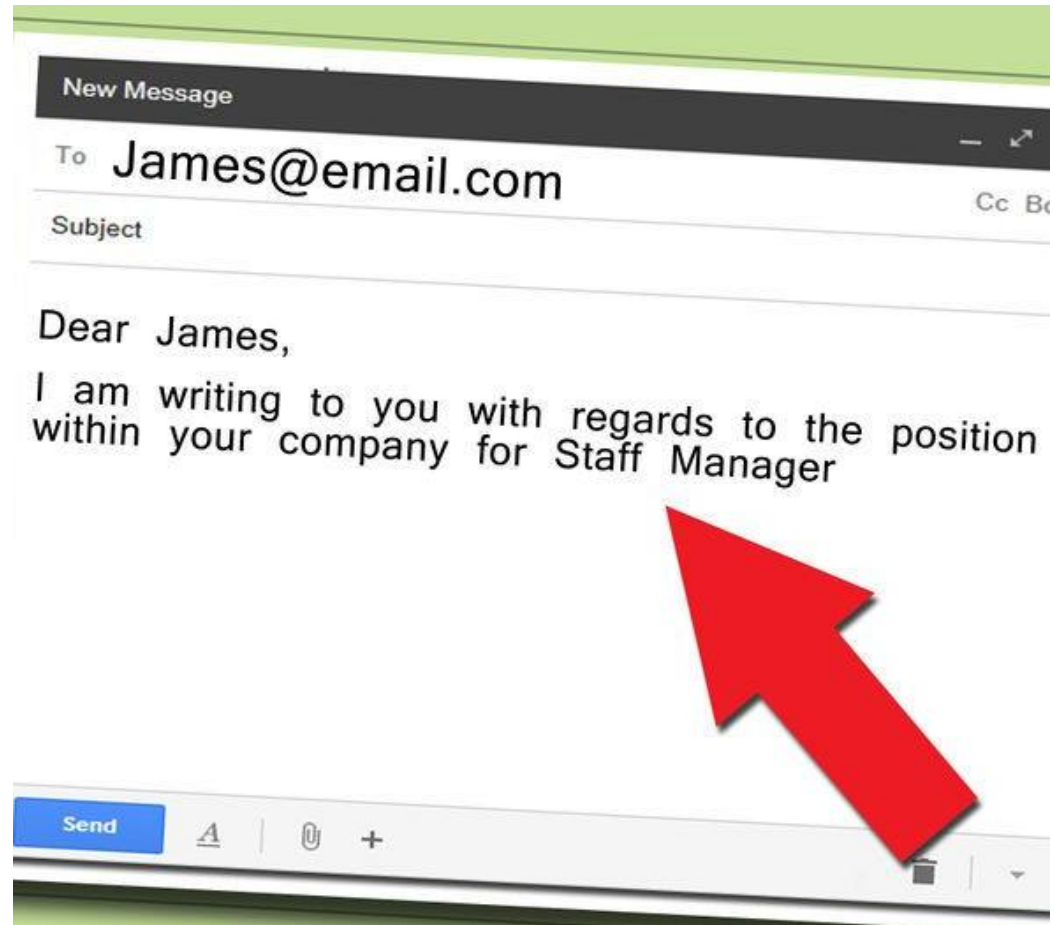 New Message
To James@email.com
Cc
Subject
Dear James,
I am writing to you with regards to the position
within your company for Staff Manager
Send
A